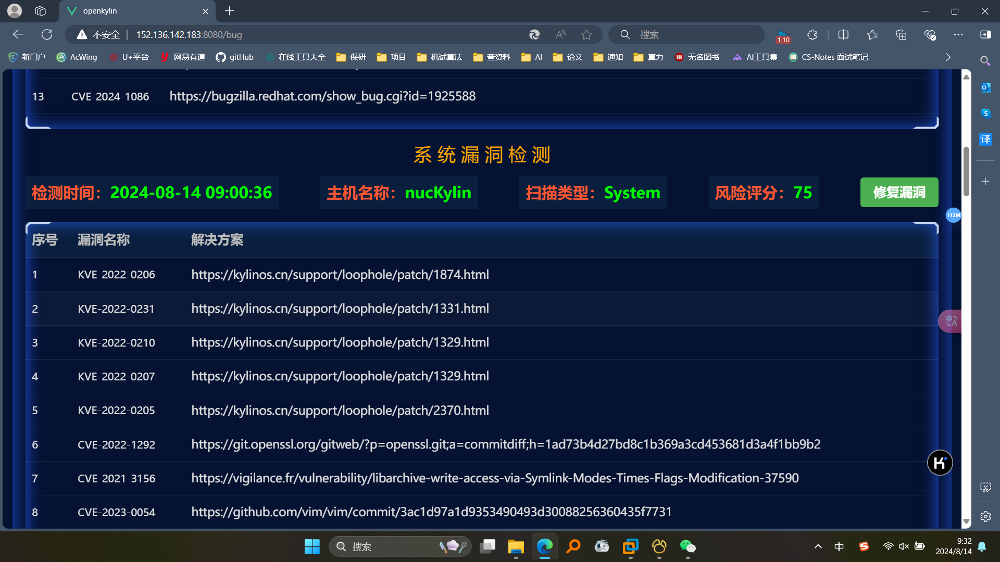 openkylin
不安全 152.136.142.183:8080/bug
搜索
1.10
新门户 AcWing U+平台 网易有道 gitHub 在线工具大全 保研 项目 机试算法 查资料 AI 论文 速知 算力 无名图书 AI工具集 CS-Notes 面试笔记
13 CVE-2024-1086 https://bugzilla.redhat.com/show_bug.cgi?id=1925588
系统漏洞检测
检测时间：2024-08-14 09:00:36 主机名称：nucKylin 扫描类型：System 风险评分：75 修复漏洞
113M
序号 漏洞名称 解决方案
1 KVE-2022-0206 https://kylinos.cn/support/loophole/patch/1874.html
2 KVE-2022-0231 https://kylinos.cn/support/loophole/patch/1331.html
3 KVE-2022-0210 https://kylinos.cn/support/loophole/patch/1329.html
4 KVE-2022-0207 https://kylinos.cn/support/loophole/patch/1329.html
5 KVE-2022-0205 https://kylinos.cn/support/loophole/patch/2370.html
6 CVE-2022-1292 https://git.openssl.org/gitweb/?p=openssl.git;a=commitdiff;h=1ad73b4d27bd8c1b369a3cd453681d3a4f1bb9b2
7 CVE-2021-3156 https://vigilance.fr/vulnerability/libarchive-write-access-via-Symlink-Modes-Times-Flags-Modification-37590
8 CVE-2023-0054 https://github.com/vim/vim/commit/3ac1d97a1d9353490493d30088256360435f7731
译
中A
K
搜索
中
9:32
2024/8/14